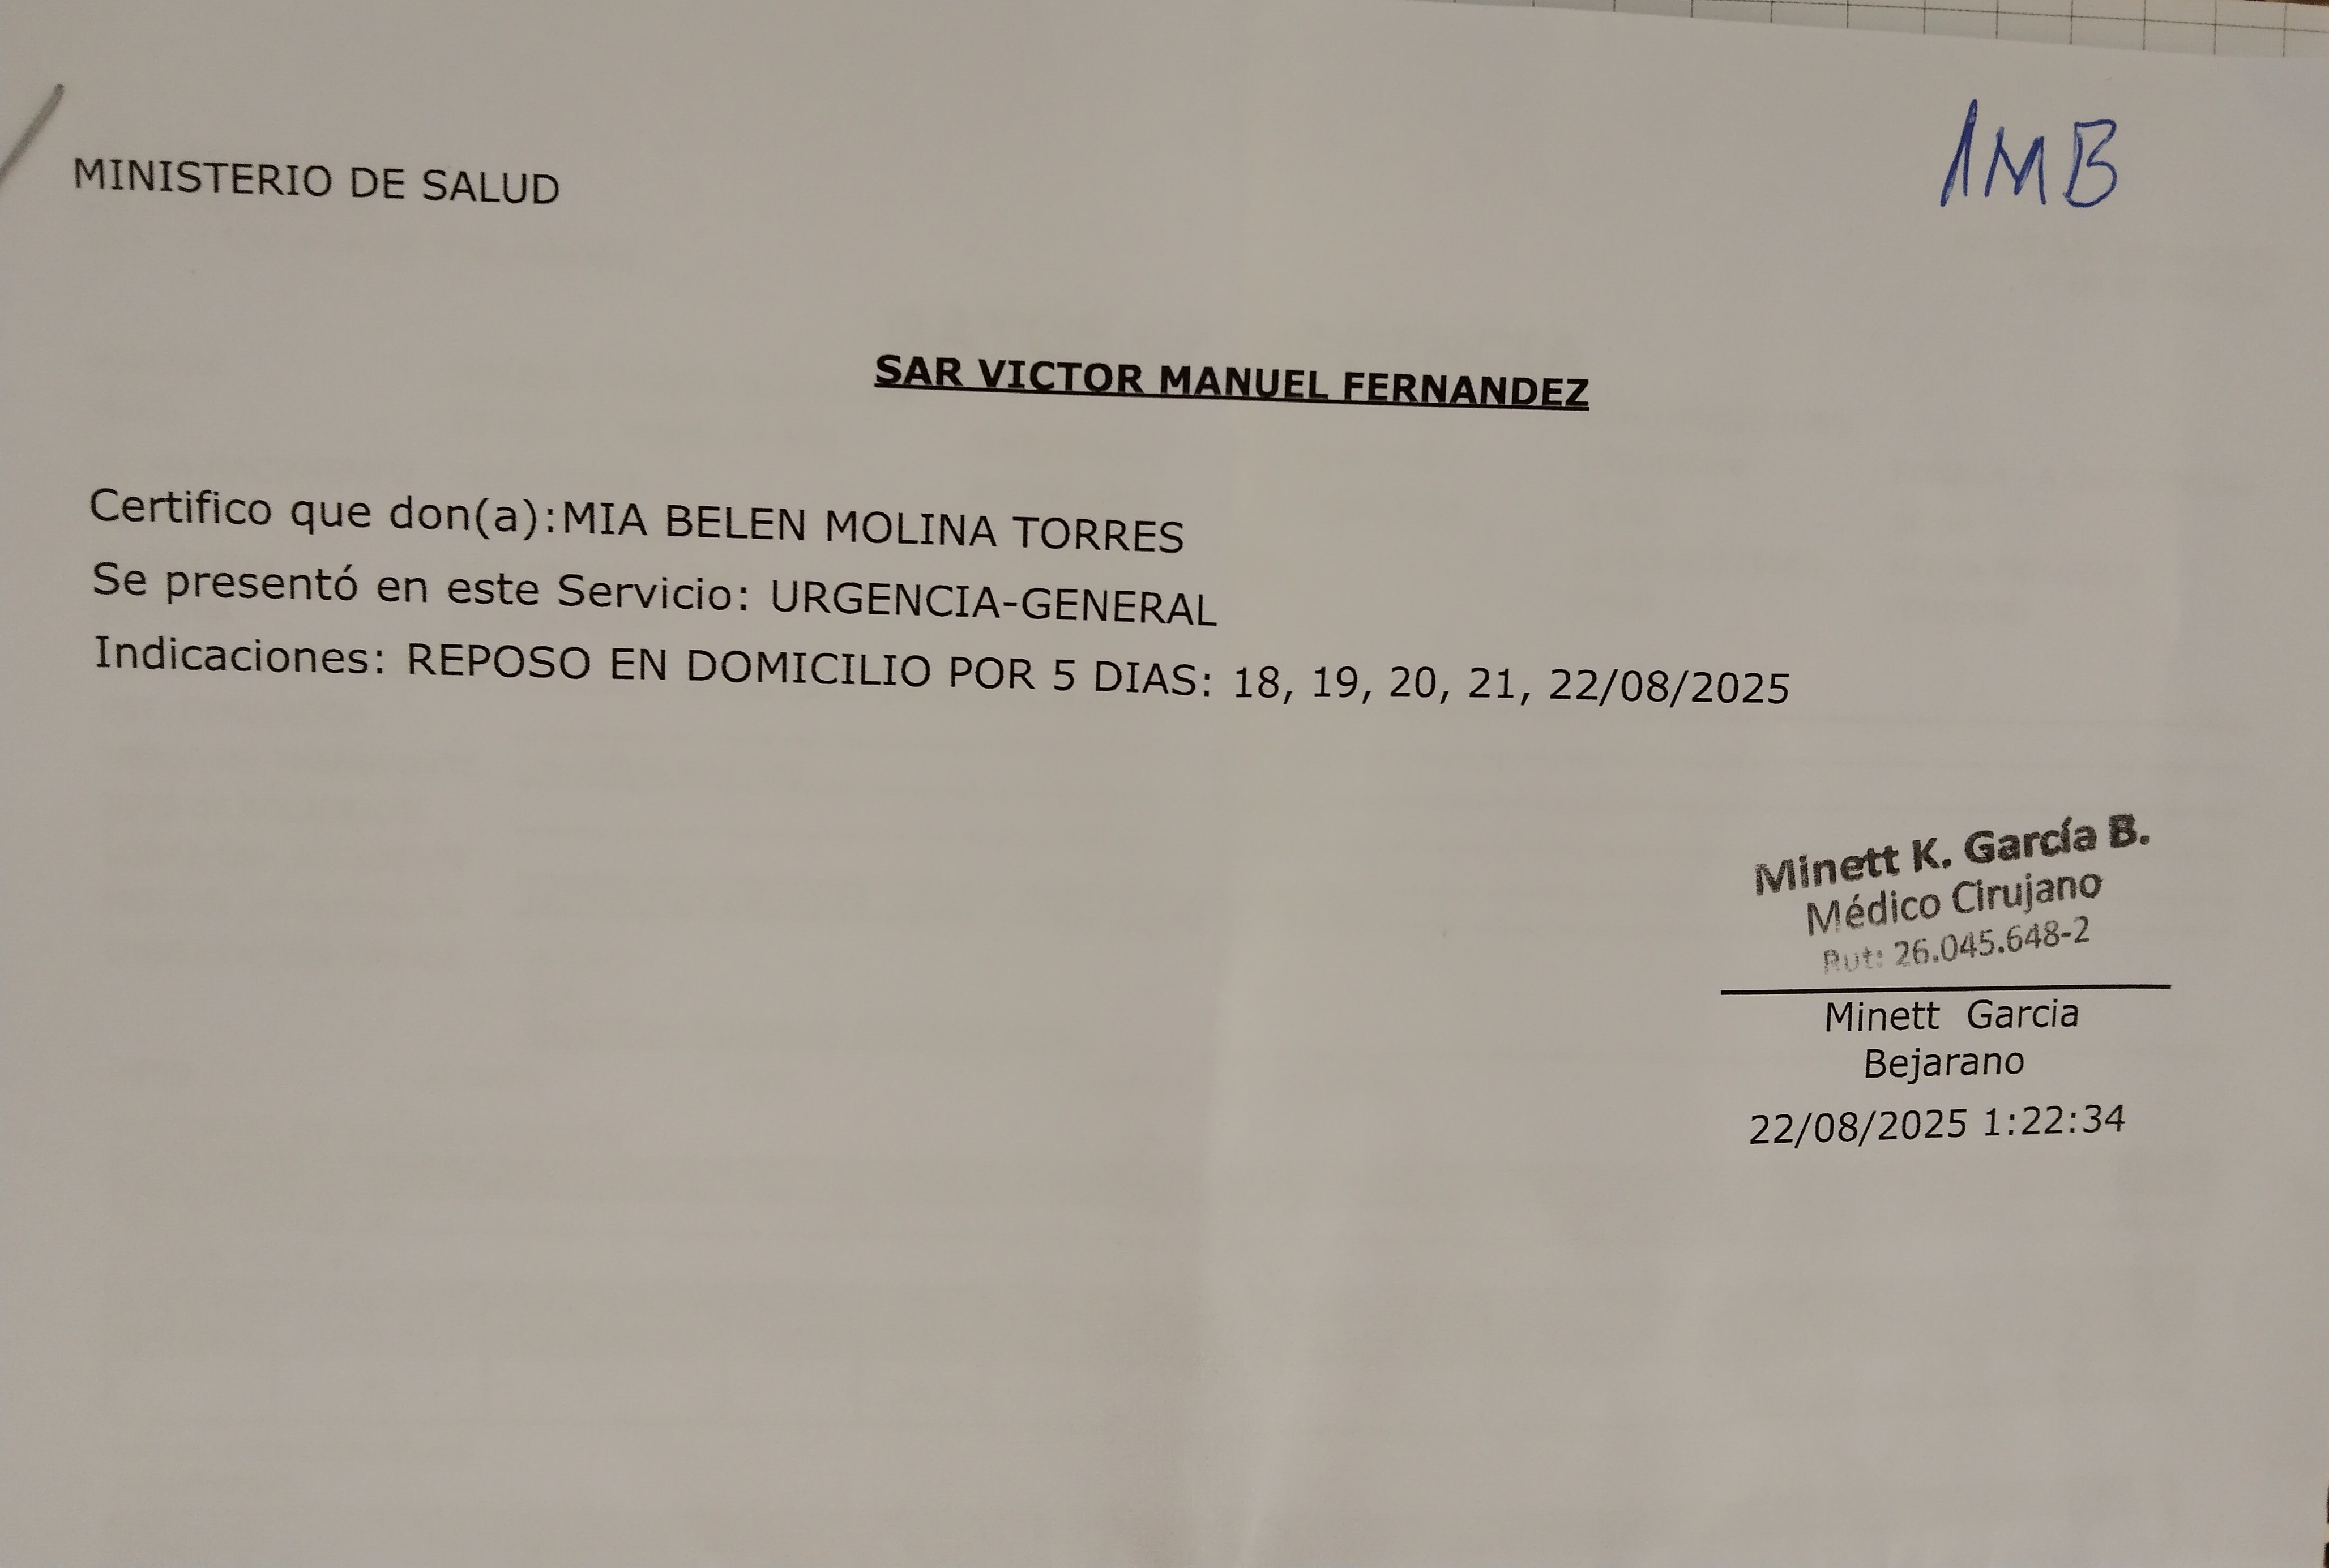 MINISTERIO DE SALUD
1MB
SAR VICTOR MANUEL FERNANDEZ
Certifico que don(a):MIA BELEN MOLINA TORRES
Se presentó en este Servicio: URGENCIA-GENERAL
Indicaciones: REPOSO EN DOMICILIO POR 5 DIAS: 18, 19, 20, 21, 22/08/2025
Minett K. García B.
Médico Cirujano
Rut: 26.045.648-2
Minett Garcia
Bejarano
22/08/2025 1:22:34